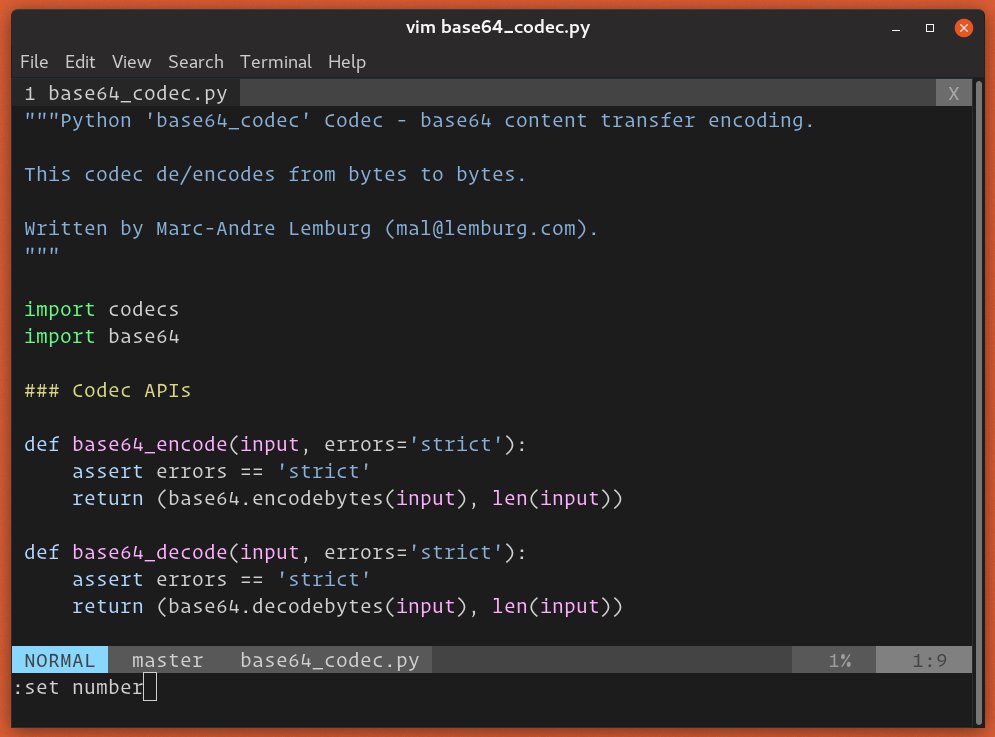 vim base64_codec.py
File Edit View Search Terminal Help
1 base64_codec.py X
"""Python 'base64_codec' Codec - base64 content transfer encoding.
This codec de/encodes from bytes to bytes.
Written by Marc-Andre Lemburg (mal@lemburg.com).
"""
import codecs
import base64
### Codec APIs
def base64_encode(input, errors='strict'):
    assert errors == 'strict'
    return (base64.encodebytes(input), len(input))
def base64_decode(input, errors='strict'):
    assert errors == 'strict'
    return (base64.decodebytes(input), len(input))
NORMAL master base64_codec.py 1% 1:9
:set number